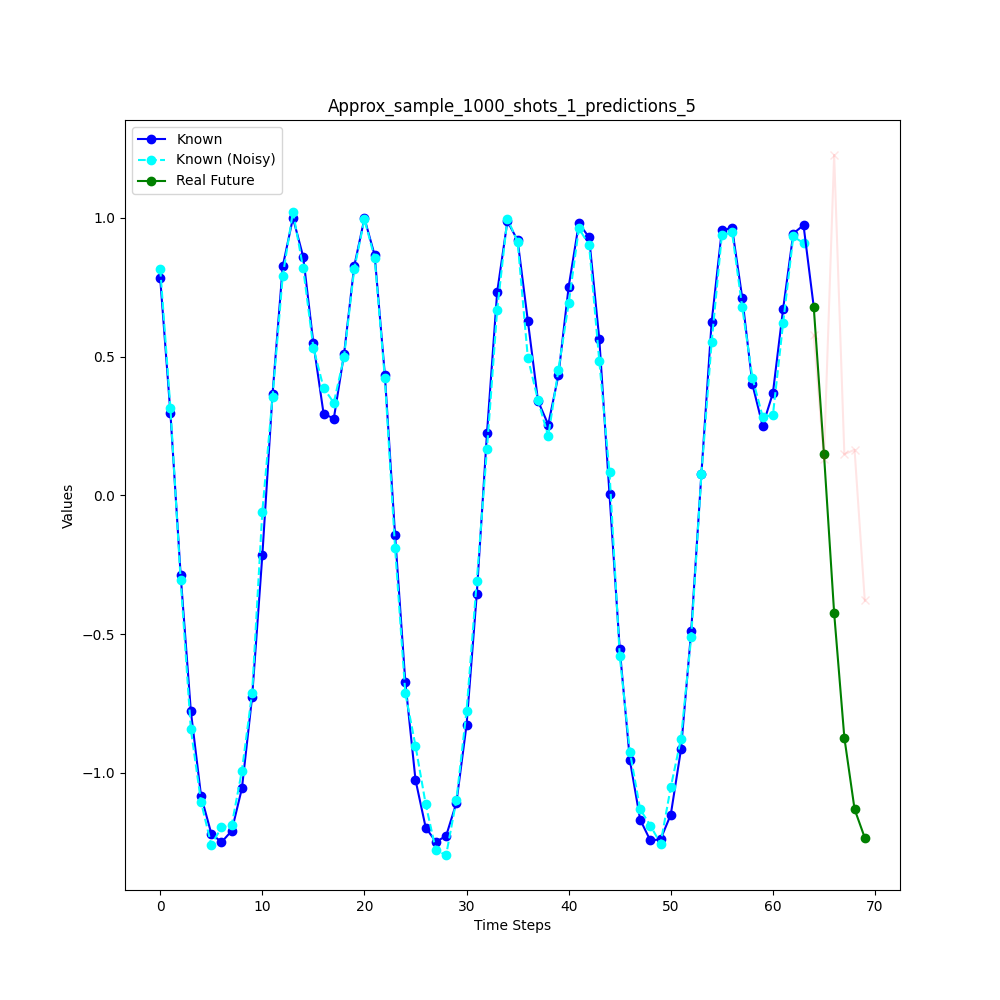 Approx_sample_1000_shots_1_predictions_5
Known
Known (Noisy)
Real Future
1.0
0.5
0.0
−0.5
−1.0
Values
0 10 20 30 40 50 60 70
Time Steps